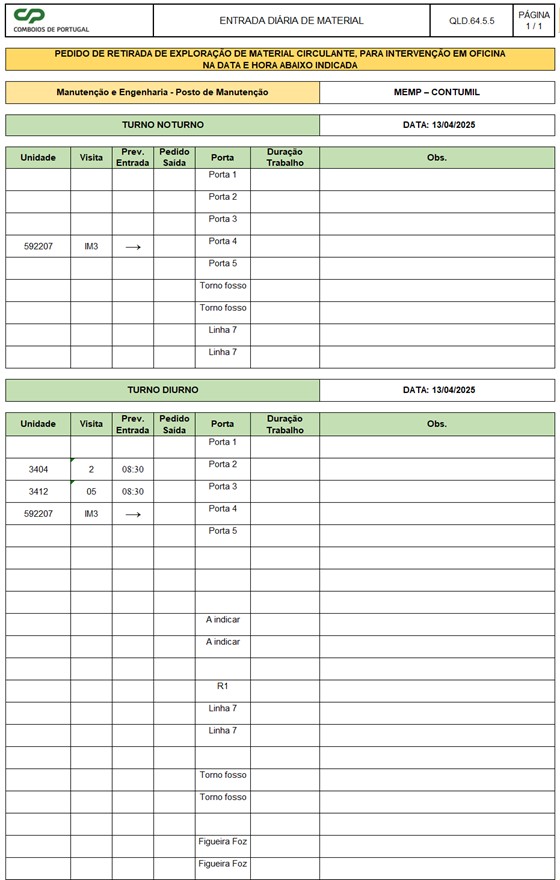 CP
COMBOIOS DE PORTUGAL
ENTRADA DIÁRIA DE MATERIAL
QLD.64.5.5
PÁGINA
1 / 1
PEDIDO DE RETIRADA DE EXPLORAÇÃO DE MATERIAL CIRCULANTE, PARA INTERVENÇÃO EM OFICINA
NA DATA E HORA ABAIXO INDICADA
Manutenção e Engenharia - Posto de Manutenção MEMP – CONTUMIL
TURNO NOTURNO DATA: 13/04/2025
Unidade Visita Prev. Entrada Pedido Saída Porta Duração Trabalho Obs.
Porta 1
Porta 2
Porta 3
592207 IM3 → Porta 4
Porta 5
Torno fosso
Torno fosso
Linha 7
Linha 7
TURNO DIURNO DATA: 13/04/2025
Unidade Visita Prev. Entrada Pedido Saída Porta Duração Trabalho Obs.
Porta 1
3404 2 08:30 Porta 2
3412 05 08:30 Porta 3
592207 IM3 → Porta 4
Porta 5
A indicar
A indicar
R1
Linha 7
Linha 7
Torno fosso
Torno fosso
Figueira Foz
Figueira Foz